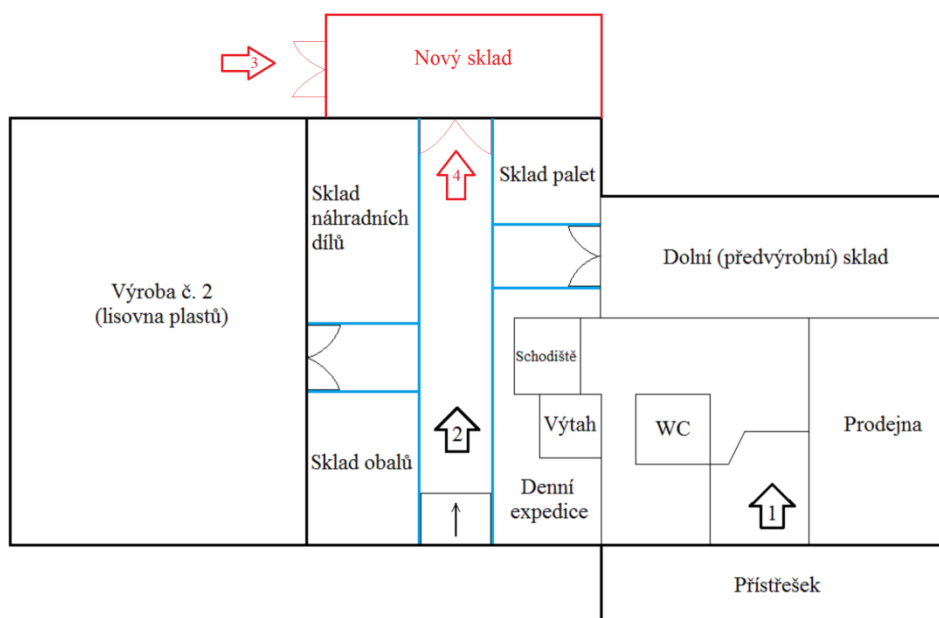 3
Nový sklad
4
Sklad palet
Sklad
náhradních
dílů
Dolní (předvýrobní) sklad
Výroba č. 2
(lisovna plastů)
Schodiště
Výtah
WC
Prodejna
2
Sklad obalů
Denní
expedice
1
Přístřešek